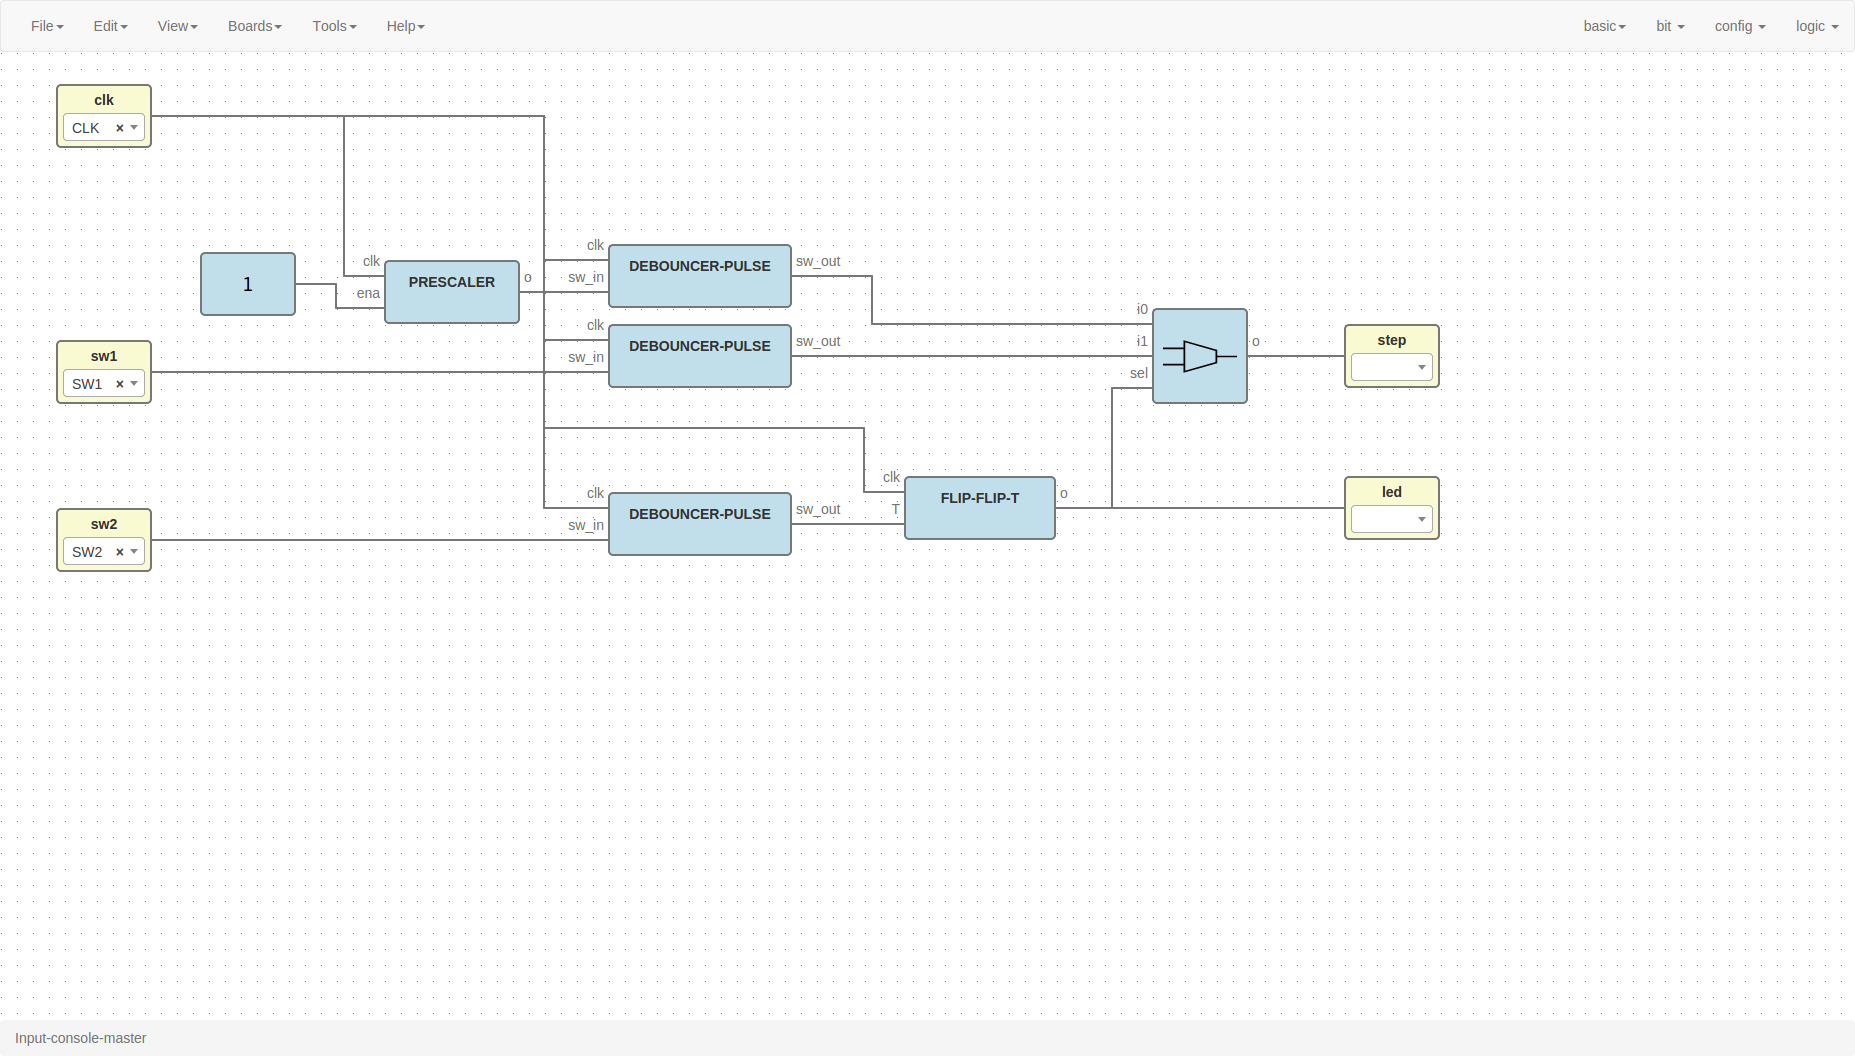 File Edit View Boards Tools Help basic bit config logic
clk
CLK ×
clk
ena
PRESCALER
o
1
sw1
SW1 ×
sw2
SW2 ×
clk
sw_in
DEBOUNCER-PULSE
sw_out
clk
sw_in
DEBOUNCER-PULSE
sw_out
clk
sw_in
DEBOUNCER-PULSE
sw_out
clk
T
FLIP-FLIP-T
o
i0
i1
sel
o
step
led
Input-console-master